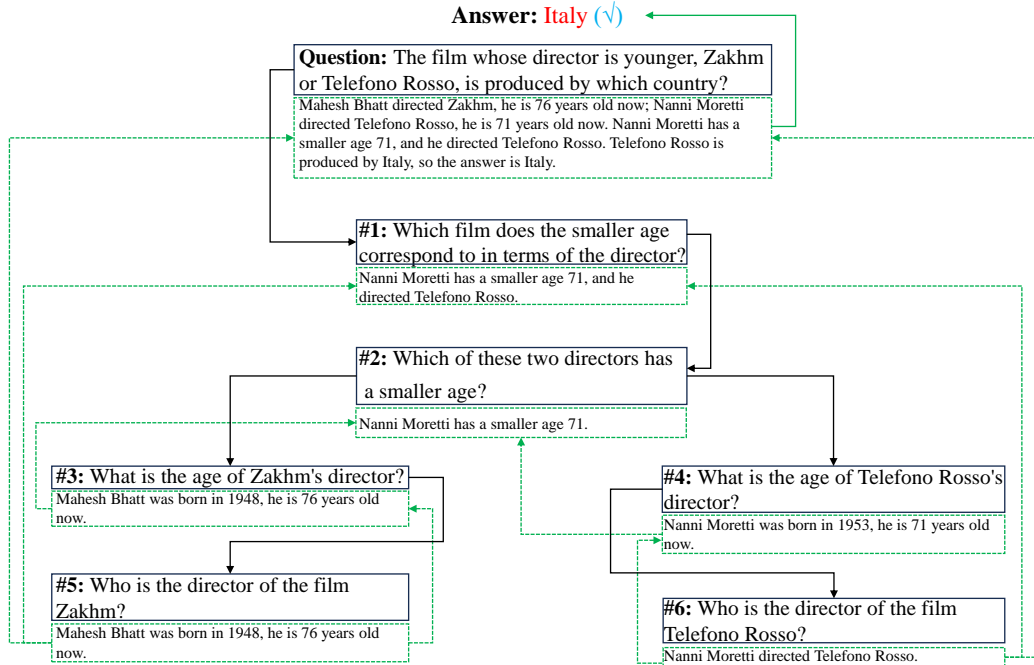 Answer: Italy (√)
Question: The film whose director is younger, Zakhm
or Telefono Rosso, is produced by which country?
Mahesh Bhatt directed Zakhm, he is 76 years old now; Nanni Moretti
directed Telefono Rosso, he is 71 years old now. Nanni Moretti has a
smaller age 71, and he directed Telefono Rosso. Telefono Rosso is
produced by Italy, so the answer is Italy.
#1: Which film does the smaller age
correspond to in terms of the director?
Nanni Moretti has a smaller age 71, and he
directed Telefono Rosso.
#2: Which of these two directors has
a smaller age?
Nanni Moretti has a smaller age 71.
#3: What is the age of Zakhm's director?
Mahesh Bhatt was born in 1948, he is 76 years old
now.
#4: What is the age of Telefono Rosso's
director?
Nanni Moretti was born in 1953, he is 71 years old
now.
#5: Who is the director of the film
Zakhm?
Mahesh Bhatt was born in 1948, he is 76 years old
now.
#6: Who is the director of the film
Telefono Rosso?
Nanni Moretti directed Telefono Rosso.